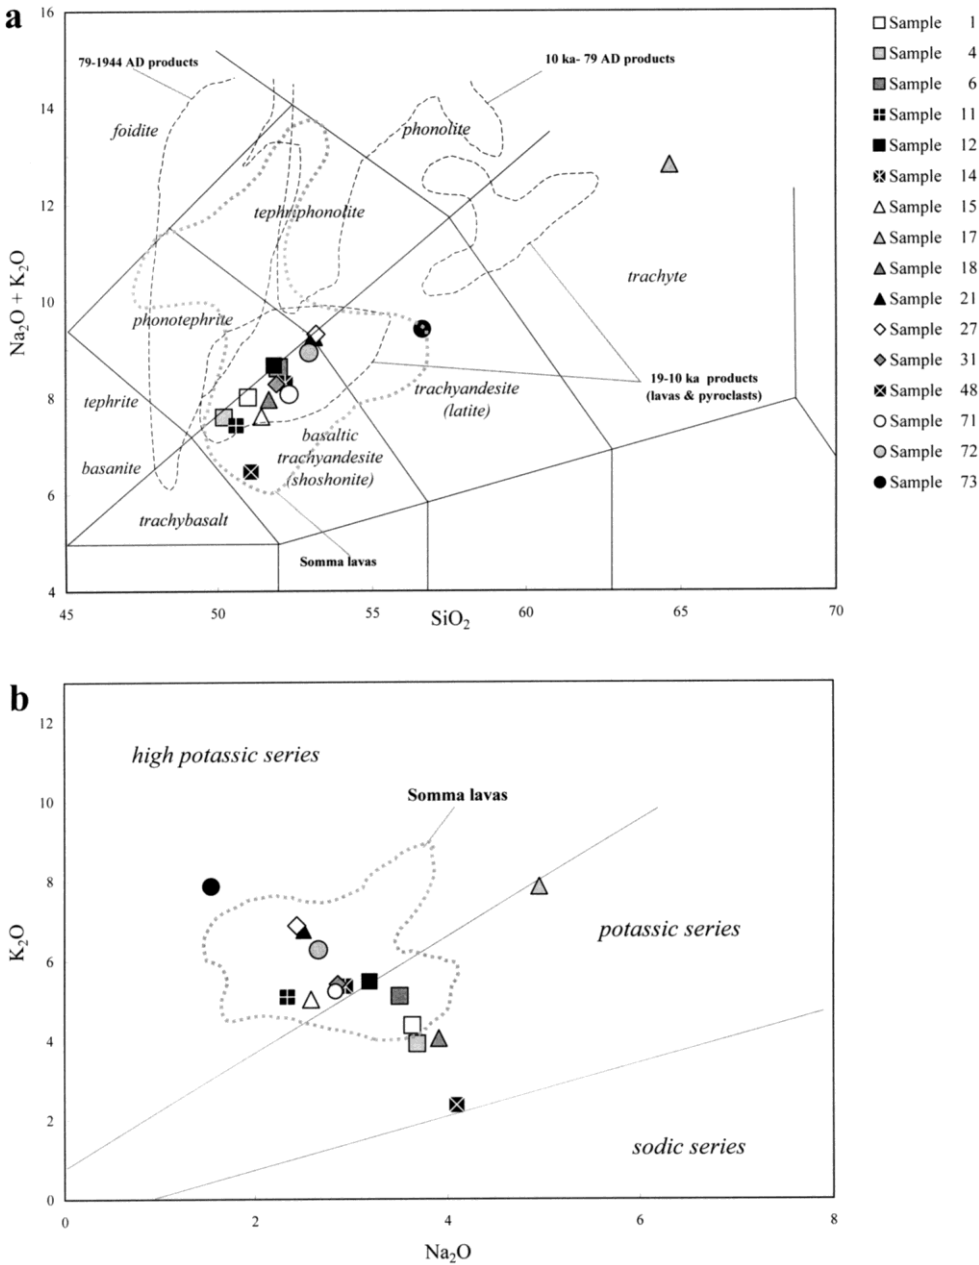 a
16
14
12
10
8
6
4
Na₂O + K₂O
45
50
55
60
65
70
SiO₂
79-1944 AD products
10 ka- 79 AD products
foidite
phonolite
tephriphonolite
trachyte
phonotephrite
19-10 ka products
(lavas & pyroclasts)
trachyandesite
(latite)
tephrite
basanite
basaltic
trachyandesite
(shoshonite)
trachybasalt
Somma lavas
Sample 1
Sample 4
Sample 6
Sample 11
Sample 12
Sample 14
Sample 15
Sample 17
Sample 18
Sample 21
Sample 27
Sample 31
Sample 48
Sample 71
Sample 72
Sample 73
b
12
10
8
6
4
2
0
K₂O
high potassic series
Somma lavas
potassic series
sodic series
0
2
4
6
8
Na₂O